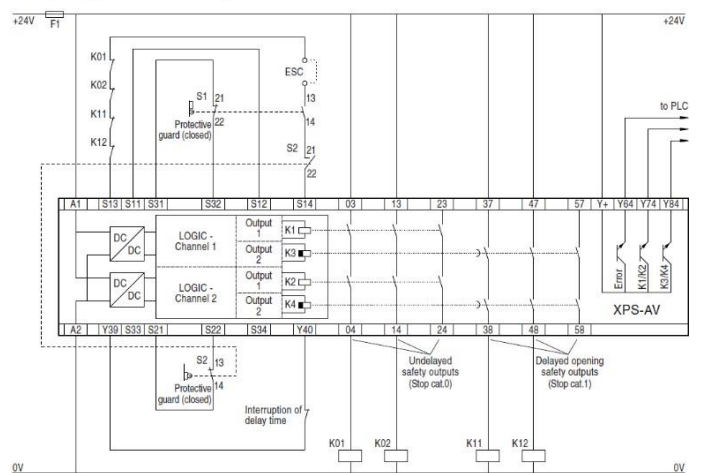 +24V
F1
+24V
K01
K02
K11
K12
ESC
S1
21
22
13
14
Protective
guard (closed)
S2
21
22
to PLC
A1
S13
S11
S31
S32
S12
S14
03
13
23
37
47
57
Y+
Y64
Y74
Y84
DC
DC
DC
DC
LOGIC -
Channel 1
LOGIC -
Channel 2
Output
1
Output
2
Output
1
Output
2
K1
K3
K2
K4
Error
K1/K2
K3/K4
XPS-AV
A2
Y39
S33
S21
S22
S34
Y40
04
14
24
38
48
58
S2
13
14
Protective
guard (closed)
Interruption of
delay time
Undelayed
safety outputs
(Stop cat.0)
Delayed opening
safety outputs
(Stop cat.1)
K01
K02
K11
K12
0V
0V